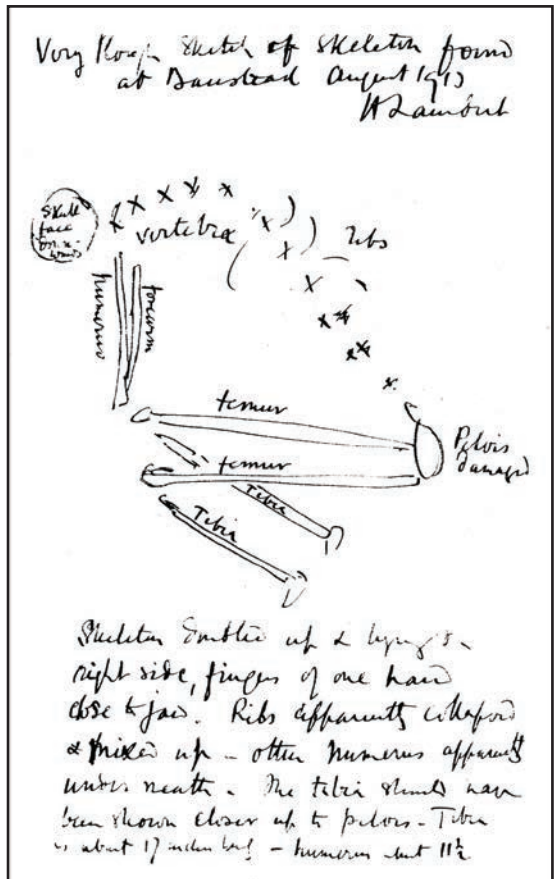 Very Rough Sketch of Skeleton found
at Banstead August 1913
H Lambert
Skull
face
down-
wards
vertebrae
ribs
humerus
forearm
femur
femur
Tibia
Tibia
Pelvis
damaged
Skeleton doubled up & lying on
right side, fingers of one hand
close to jaw. Ribs apparently collapsed
& mixed up - other humerus apparently
underneath. The tibia should have
been shown closer up to pelvis - Tibia
is about 17 inches long - humerus about 11½